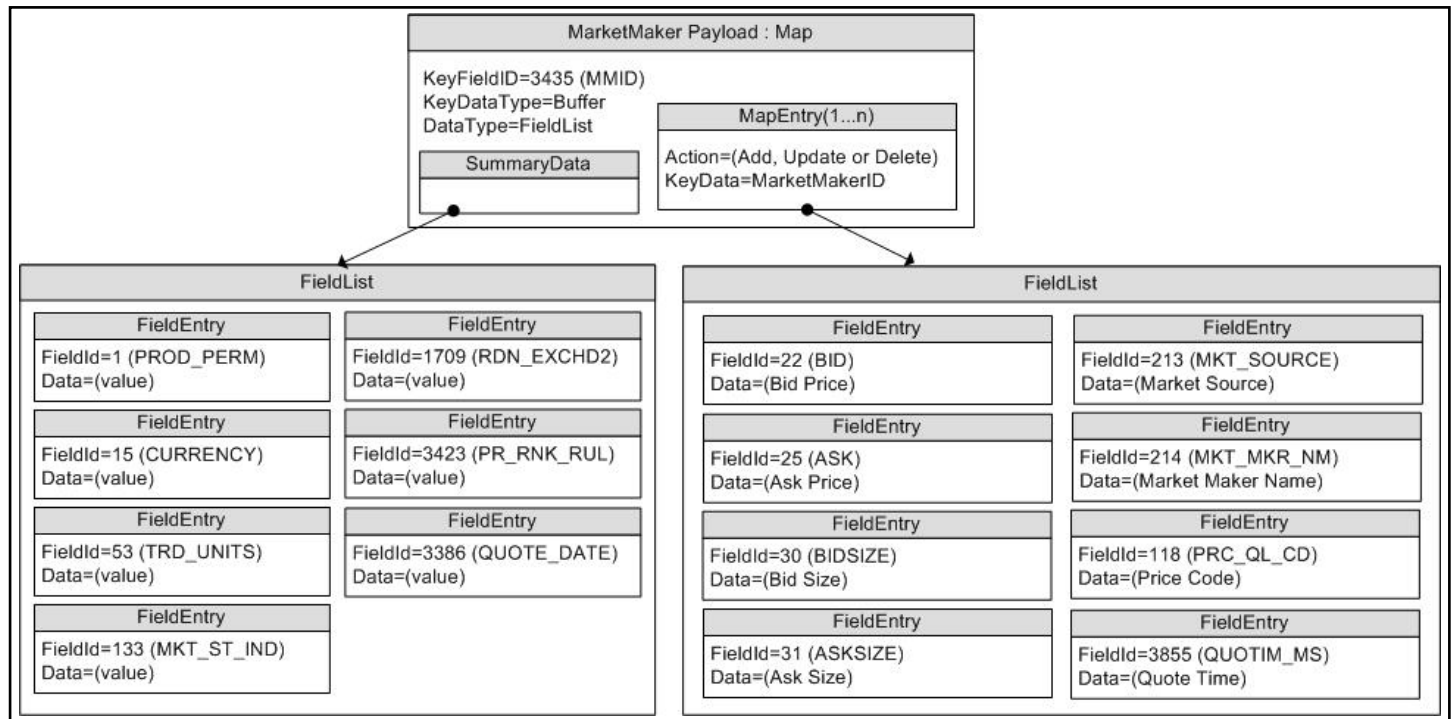 MarketMaker Payload : Map
KeyFieldID=3435 (MMID)
KeyDataType=Buffer
DataType=FieldList
SummaryData
MapEntry(1...n)
Action=(Add, Update or Delete)
KeyData=MarketMakerID
FieldList
FieldEntry
FieldId=1 (PROD_PERM)
Data=(value)
FieldEntry
FieldId=1709 (RDN_EXCHD2)
Data=(value)
FieldEntry
FieldId=15 (CURRENCY)
Data=(value)
FieldEntry
FieldId=3423 (PR_RNK_RUL)
Data=(value)
FieldEntry
FieldId=53 (TRD_UNITS)
Data=(value)
FieldEntry
FieldId=3386 (QUOTE_DATE)
Data=(value)
FieldEntry
FieldId=133 (MKT_ST_IND)
Data=(value)
FieldList
FieldEntry
FieldId=22 (BID)
Data=(Bid Price)
FieldEntry
FieldId=213 (MKT_SOURCE)
Data=(Market Source)
FieldEntry
FieldId=25 (ASK)
Data=(Ask Price)
FieldEntry
FieldId=214 (MKT_MKR_NM)
Data=(Market Maker Name)
FieldEntry
FieldId=30 (BIDSIZE)
Data=(Bid Size)
FieldEntry
FieldId=118 (PRC_QL_CD)
Data=(Price Code)
FieldEntry
FieldId=31 (ASKSIZE)
Data=(Ask Size)
FieldEntry
FieldId=3855 (QUOTIM_MS)
Data=(Quote Time)